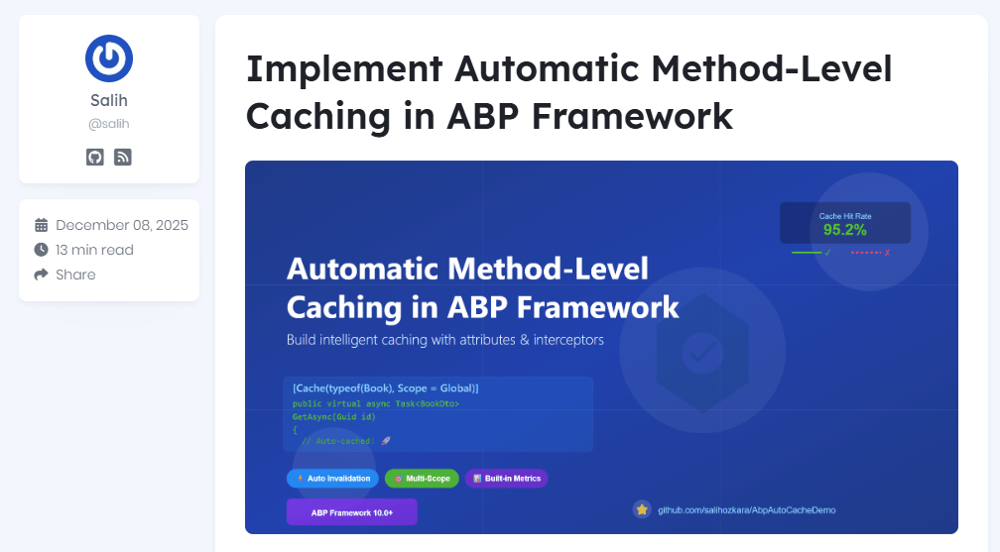 Salih
@salih
December 08, 2025
13 min read
Share
Implement Automatic Method-Level
Caching in ABP Framework
Cache Hit Rate
95.2%
✓ ✗
Automatic Method-Level
Caching in ABP Framework
Build intelligent caching with attributes & interceptors
[Cache(typeof(Book), Scope = Global)]
public virtual async Task<BookDto>
GetAsync(Guid id)
{
// Auto-cached! 🚀
Auto Invalidation
Multi-Scope
Built-in Metrics
ABP Framework 10.0+
github.com/salihozkara/AbpAutoCacheDemo